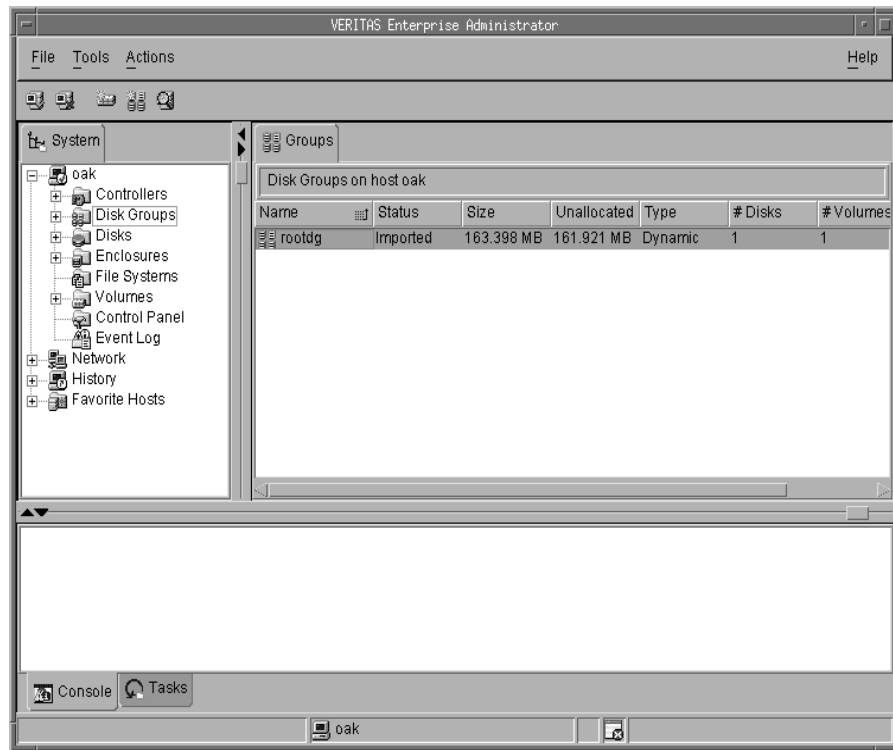 VERITAS Enterprise Administrator
File Tools Actions Help
System
Groups
oak
Controllers
Disk Groups
Disks
Enclosures
File Systems
Volumes
Control Panel
Event Log
Network
History
Favorite Hosts
Disk Groups on host oak
Name Status Size Unallocated Type # Disks # Volumes
rootdg Imported 163.398 MB 161.921 MB Dynamic 1 1
Console Tasks
oak